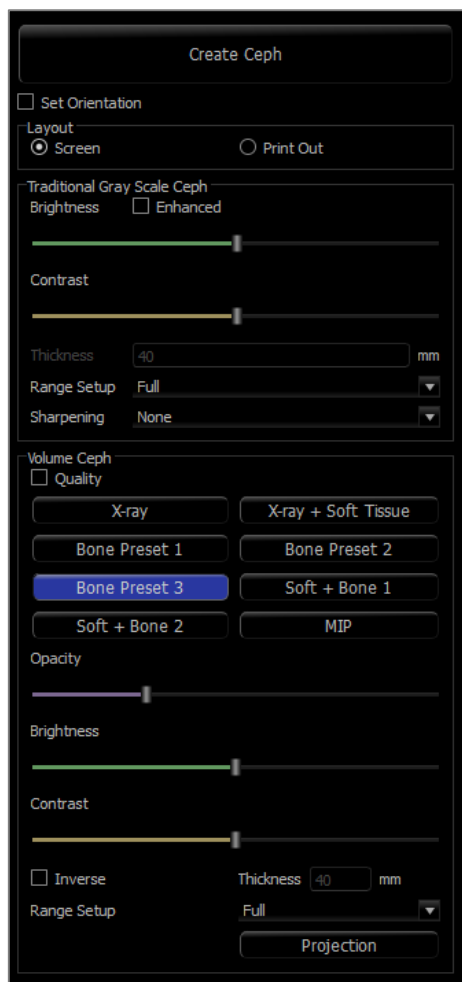 Create Ceph
Set Orientation
Layout
Screen Print Out
Traditional Gray Scale Ceph
Brightness Enhanced
Contrast
Thickness 40 mm
Range Setup Full
Sharpening None
Volume Ceph
Quality
X-ray X-ray + Soft Tissue
Bone Preset 1 Bone Preset 2
Bone Preset 3 Soft + Bone 1
Soft + Bone 2 MIP
Opacity
Brightness
Contrast
Inverse Thickness 40 mm
Range Setup Full
Projection